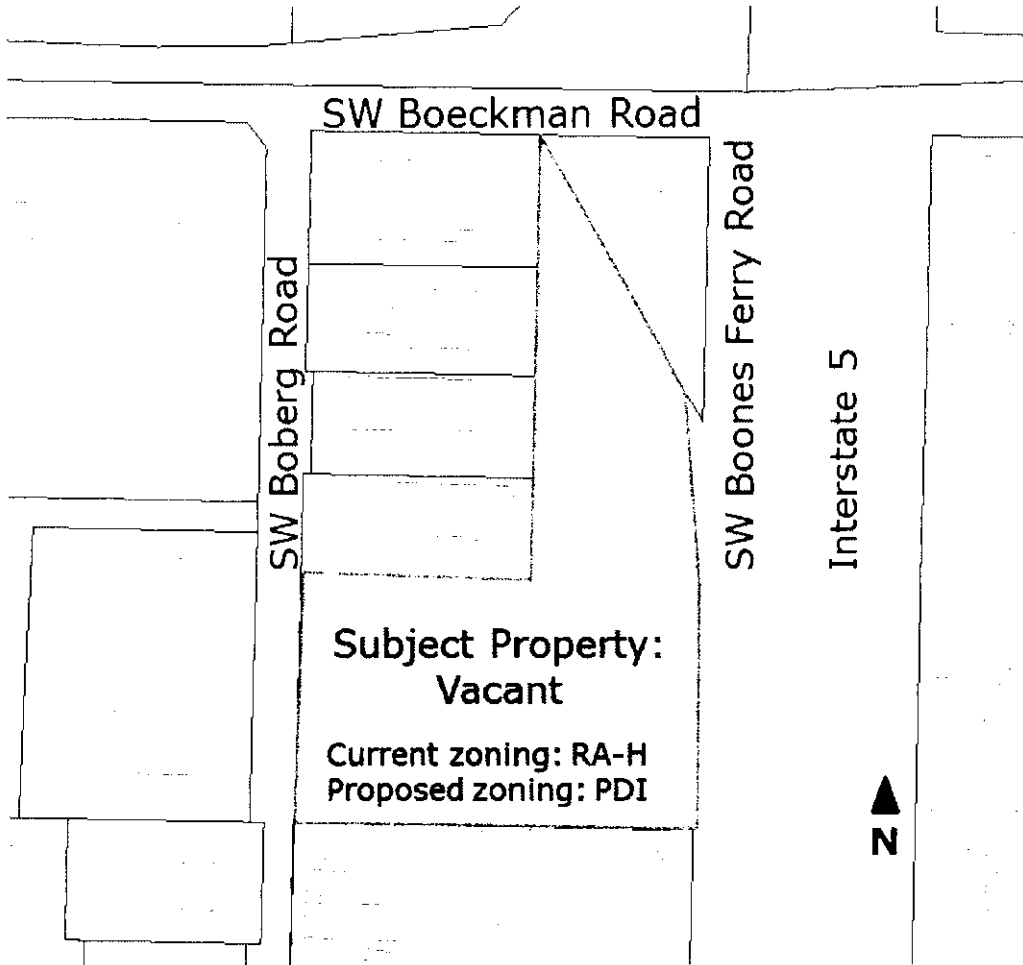 SW Boeckman Road
SW Boberg Road
SW Boones Ferry Road
Interstate 5
Subject Property:
Vacant
Current zoning: RA-H
Proposed zoning: PDI
N